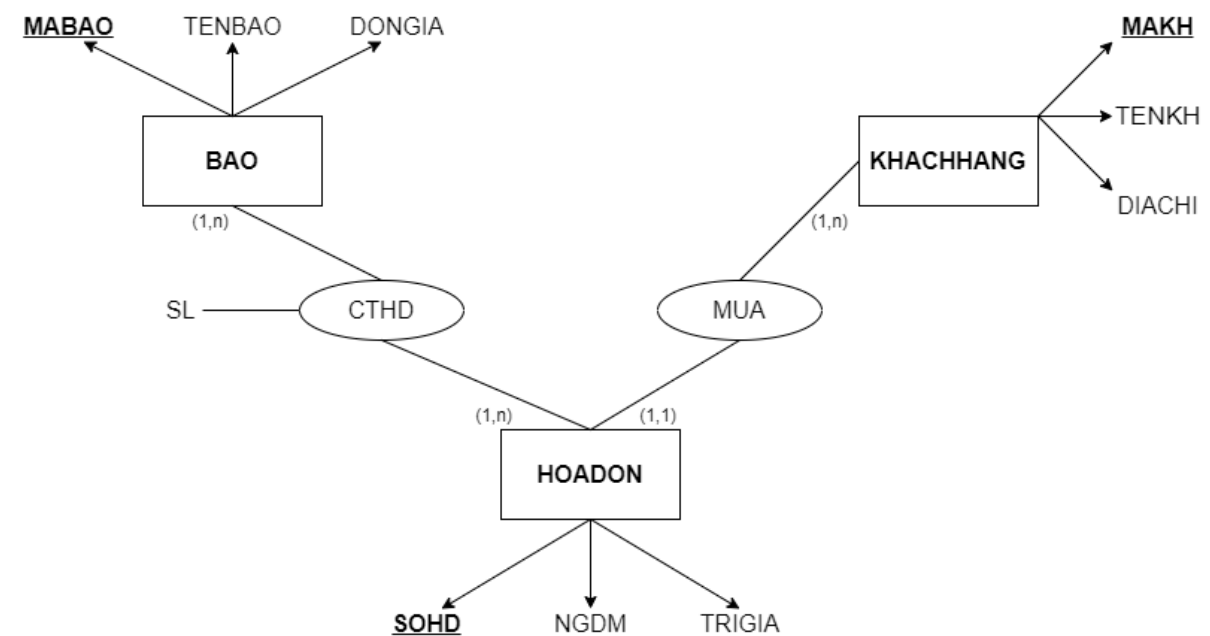 MABAO
TENBAO
DONGIA
MAKH
TENKH
DIACHI
BAO
KHACHHANG
(1,n)
(1,n)
SL
CTHD
MUA
(1,n)
(1,1)
HOADON
SOHD
NGDM
TRIGIA